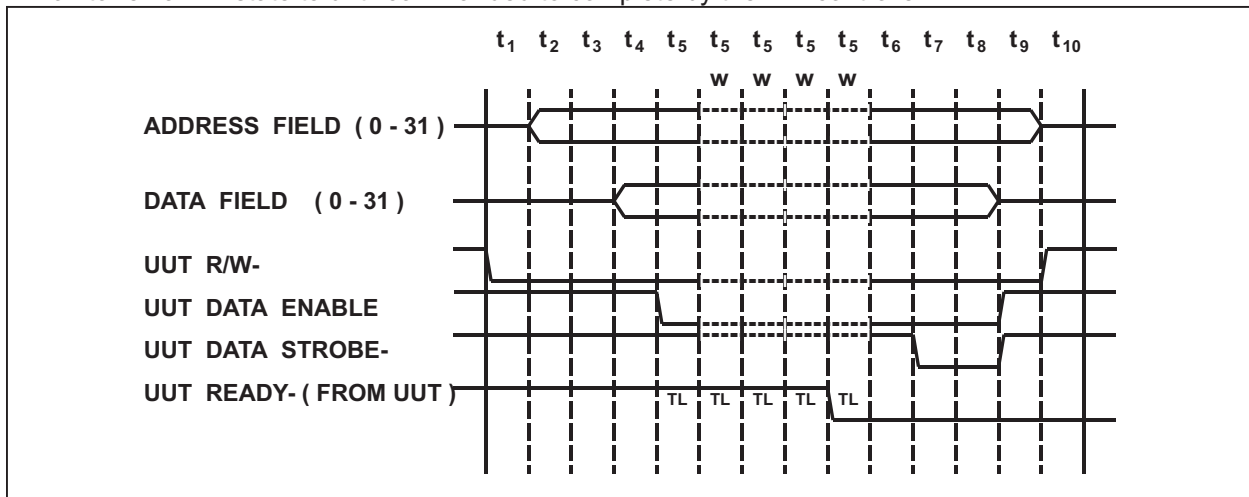 t1 t2 t3 t4 t5 t5 t5 t5 t5 t6 t7 t8 t9 t10
w w w w
ADDRESS FIELD ( 0 - 31 )
DATA FIELD ( 0 - 31 )
UUT R/W-
UUT DATA ENABLE
UUT DATA STROBE-
UUT READY- ( FROM UUT )
TL TL TL TL TL